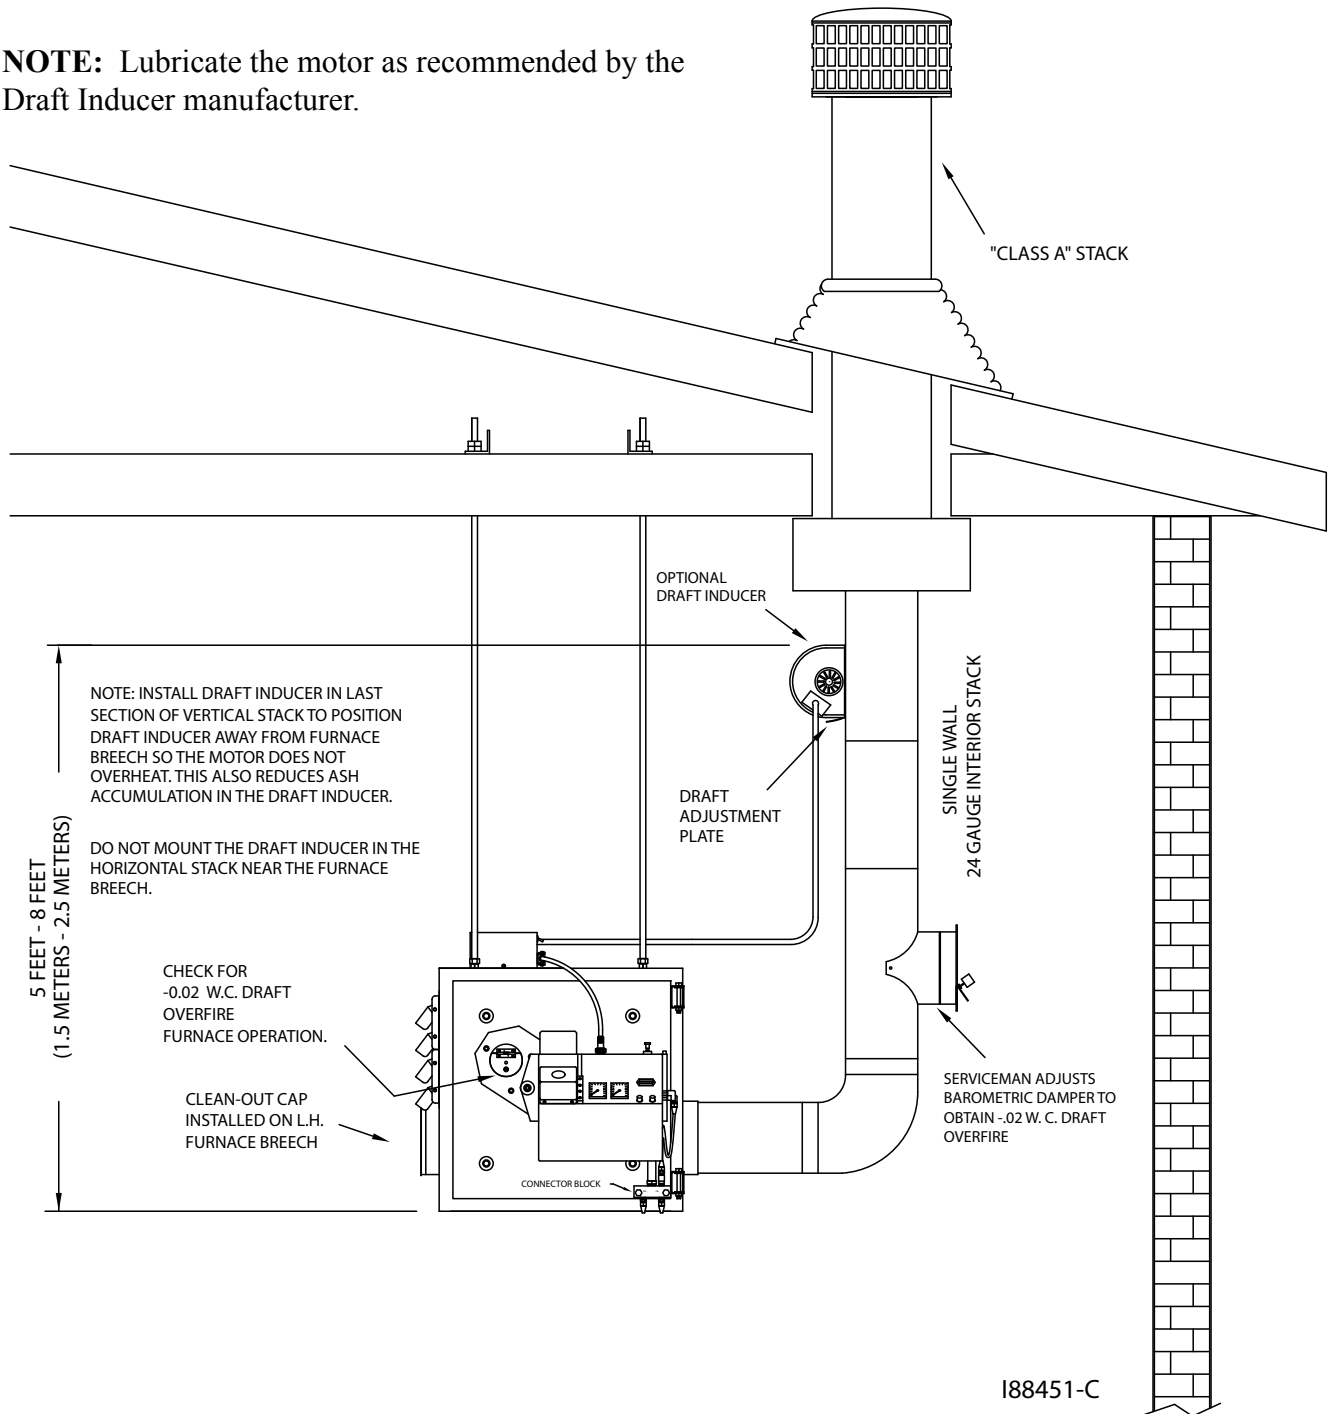 NOTE: Lubricate the motor as recommended by the
Draft Inducer manufacturer.
"CLASS A" STACK
OPTIONAL
DRAFT INDUCER
NOTE: INSTALL DRAFT INDUCER IN LAST
SECTION OF VERTICAL STACK TO POSITION
DRAFT INDUCER AWAY FROM FURNACE
BREECH SO THE MOTOR DOES NOT
OVERHEAT. THIS ALSO REDUCES ASH
ACCUMULATION IN THE DRAFT INDUCER.
DO NOT MOUNT THE DRAFT INDUCER IN THE
HORIZONTAL STACK NEAR THE FURNACE
BREECH.
5 FEET - 8 FEET
(1.5 METERS - 2.5 METERS)
DRAFT
ADJUSTMENT
PLATE
SINGLE WALL
24 GAUGE INTERIOR STACK
CHECK FOR
-0.02 W.C. DRAFT
OVERFIRE
FURNACE OPERATION.
CLEAN-OUT CAP
INSTALLED ON L.H.
FURNACE BREECH
SERVICEMAN ADJUSTS
BAROMETRIC DAMPER TO
OBTAIN -.02 W. C. DRAFT
OVERFIRE
CONNECTOR BLOCK
I88451-C